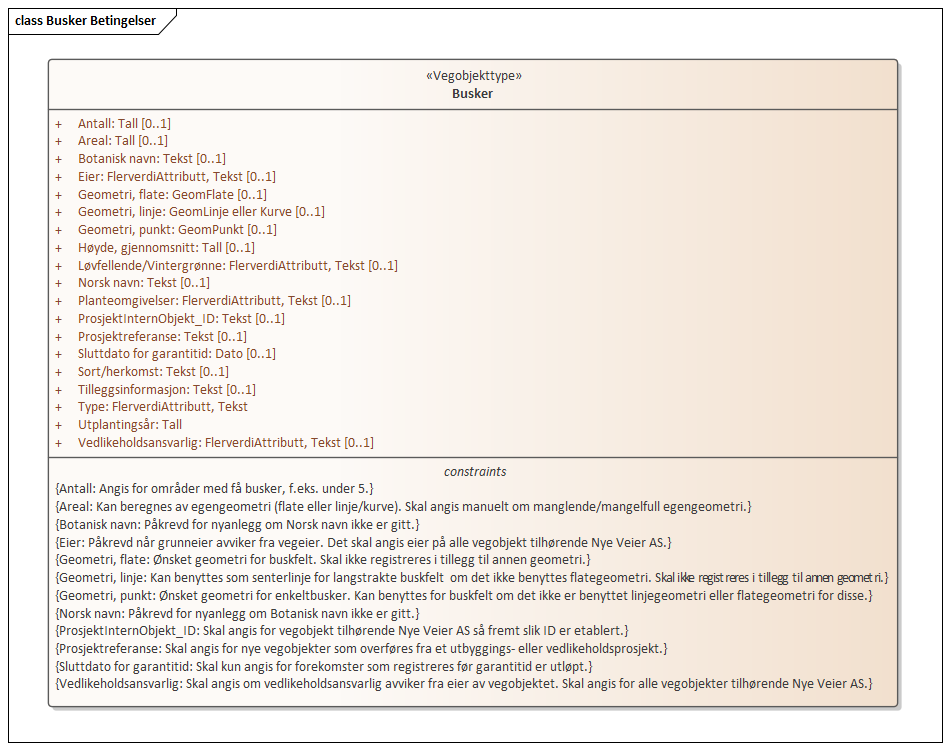 class Busker Betingelser
«Vegobjekttype»
Busker
+ Antall: Tall [0..1]
+ Areal: Tall [0..1]
+ Botanisk navn: Tekst [0..1]
+ Eier: FlerverdiAttributt, Tekst [0..1]
+ Geometri, flate: GeomFlate [0..1]
+ Geometri, linje: GeomLinje eller Kurve [0..1]
+ Geometri, punkt: GeomPunkt [0..1]
+ Høyde, gjennomsnitt: Tall [0..1]
+ Løvfellende/Vintergrønne: FlerverdiAttributt, Tekst [0..1]
+ Norsk navn: Tekst [0..1]
+ Planteomgivelser: FlerverdiAttributt, Tekst [0..1]
+ ProsjektInternObjekt_ID: Tekst [0..1]
+ Prosjektreferanse: Tekst [0..1]
+ Sluttdato for garantitid: Dato [0..1]
+ Sort/herkomst: Tekst [0..1]
+ Tilleggsinformasjon: Tekst [0..1]
+ Type: FlerverdiAttributt, Tekst
+ Utplantingsår: Tall
+ Vedlikeholdsansvarlig: FlerverdiAttributt, Tekst [0..1]
constraints
{Antall: Angis for områder med få busker, f.eks. under 5.}
{Areal: Kan beregnes av egengeometri (flate eller linje/kurve). Skal angis manuelt om manglende/mangelfull egengeometri.}
{Botanisk navn: Påkrevd for nyanlegg om Norsk navn ikke er gitt.}
{Eier: Påkrevd når grunneier avviker fra vegeier. Det skal angis eier på alle vegobjekt tilhørende Nye Veier AS.}
{Geometri, flate: Ønsket geometri for buskfelt. Skal ikke registreres i tillegg til annen geometri.}
{Geometri, linje: Kan benyttes som senterlinje for langstrakte buskfelt om det ikke benyttes flategeometri. Skal ikke registreres i tillegg til annen geometri.}
{Geometri, punkt: Ønsket geometri for enkeltbusker. Kan benyttes for buskfelt om det ikke er benyttet linjegeometri eller flategeometri for disse.}
{Norsk navn: Påkrevd for nyanlegg om Botanisk navn ikke er gitt.}
{ProsjektInternObjekt_ID: Skal angis for vegobjekt tilhørende Nye Veier AS så fremt slik ID er etablert.}
{Prosjektreferanse: Skal angis for nye vegobjekter som overføres fra et utbyggings- eller vedlikeholdsprosjekt.}
{Sluttdato for garantitid: Skal kun angis for forekomster som registreres før garantitid er utløpt.}
{Vedlikeholdsansvarlig: Skal angis om vedlikeholdsansvarlig avviker fra eier av vegobjektet. Skal angis for alle vegobjekter tilhørende Nye Veier AS.}